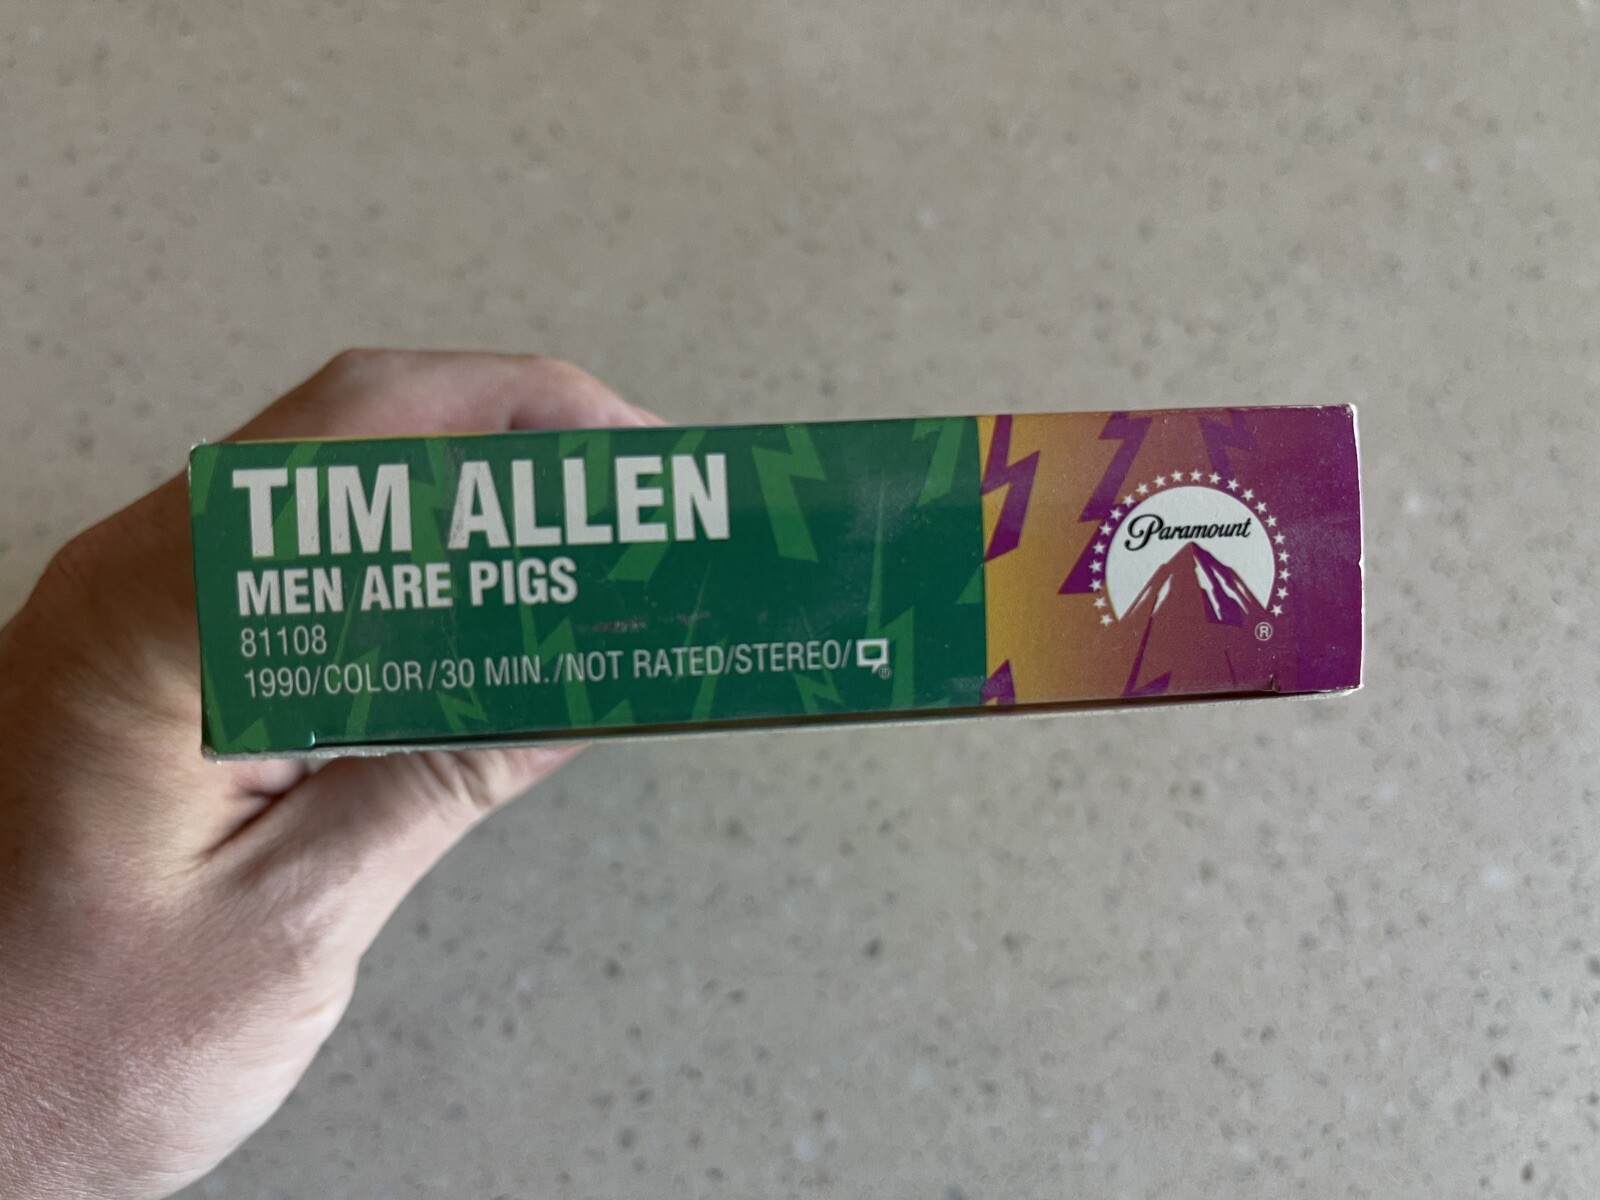 TIM ALLEN
MEN ARE PIGS
81108
1990/COLOR/30 MIN./NOT RATED/STEREO/
Paramount
®